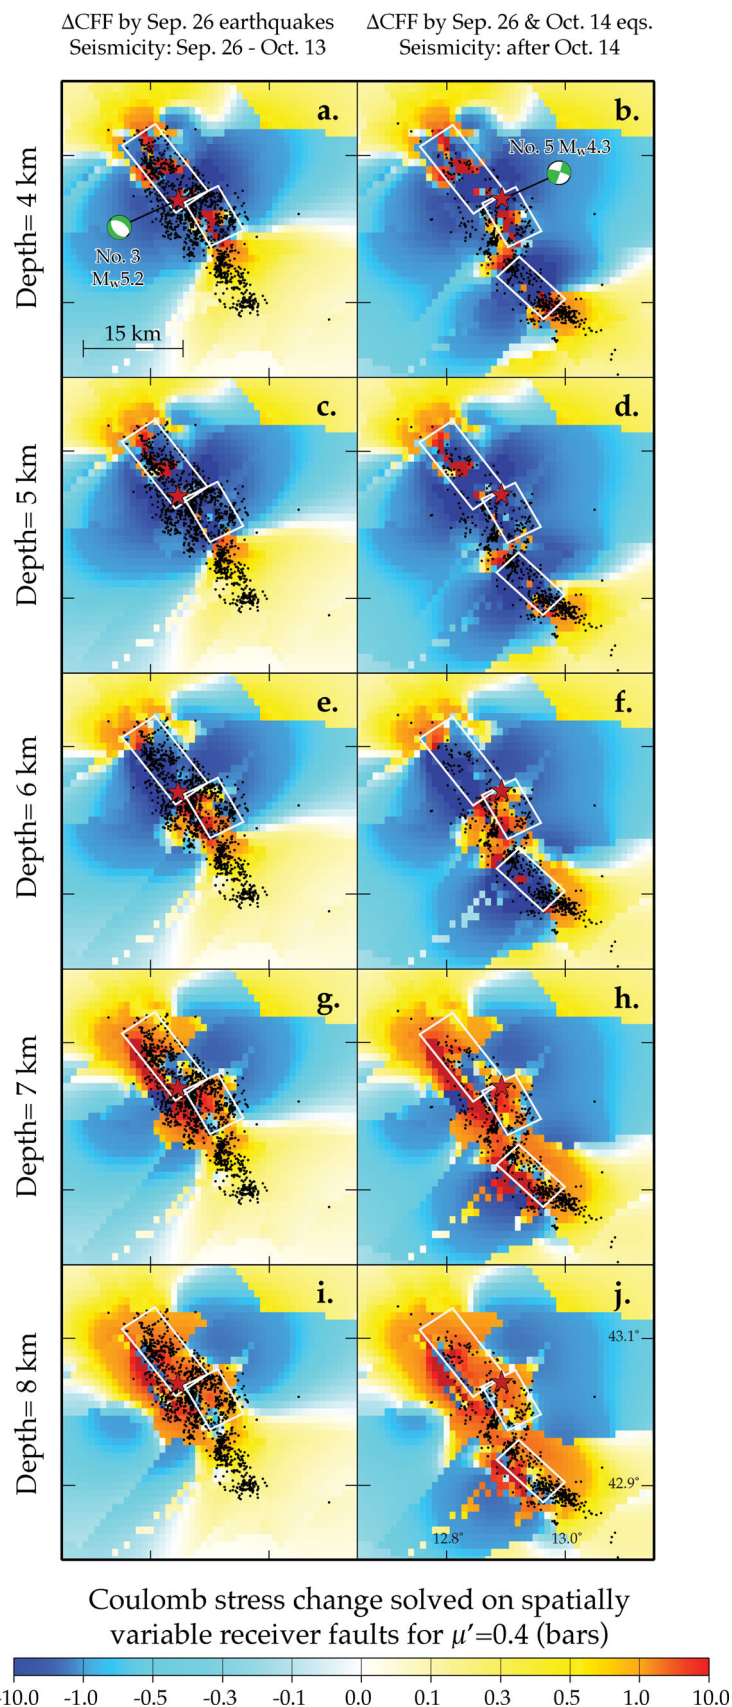 ΔCFF by Sep. 26 earthquakes
Seismicity: Sep. 26 - Oct. 13
ΔCFF by Sep. 26 & Oct. 14 eqs.
Seismicity: after Oct. 14
Depth= 4 km
a.
No. 3
Mw5.2
15 km
b.
No. 5 Mw4.3
Depth= 5 km
c.
d.
Depth= 6 km
e.
f.
Depth= 7 km
g.
h.
Depth= 8 km
i.
j.
43.1°
42.9°
12.8° 13.0°
Coulomb stress change solved on spatially
variable receiver faults for μ′=0.4 (bars)
-10.0 -1.0 -0.5 -0.3 -0.1 0.0 0.1 0.3 0.5 1.0 10.0